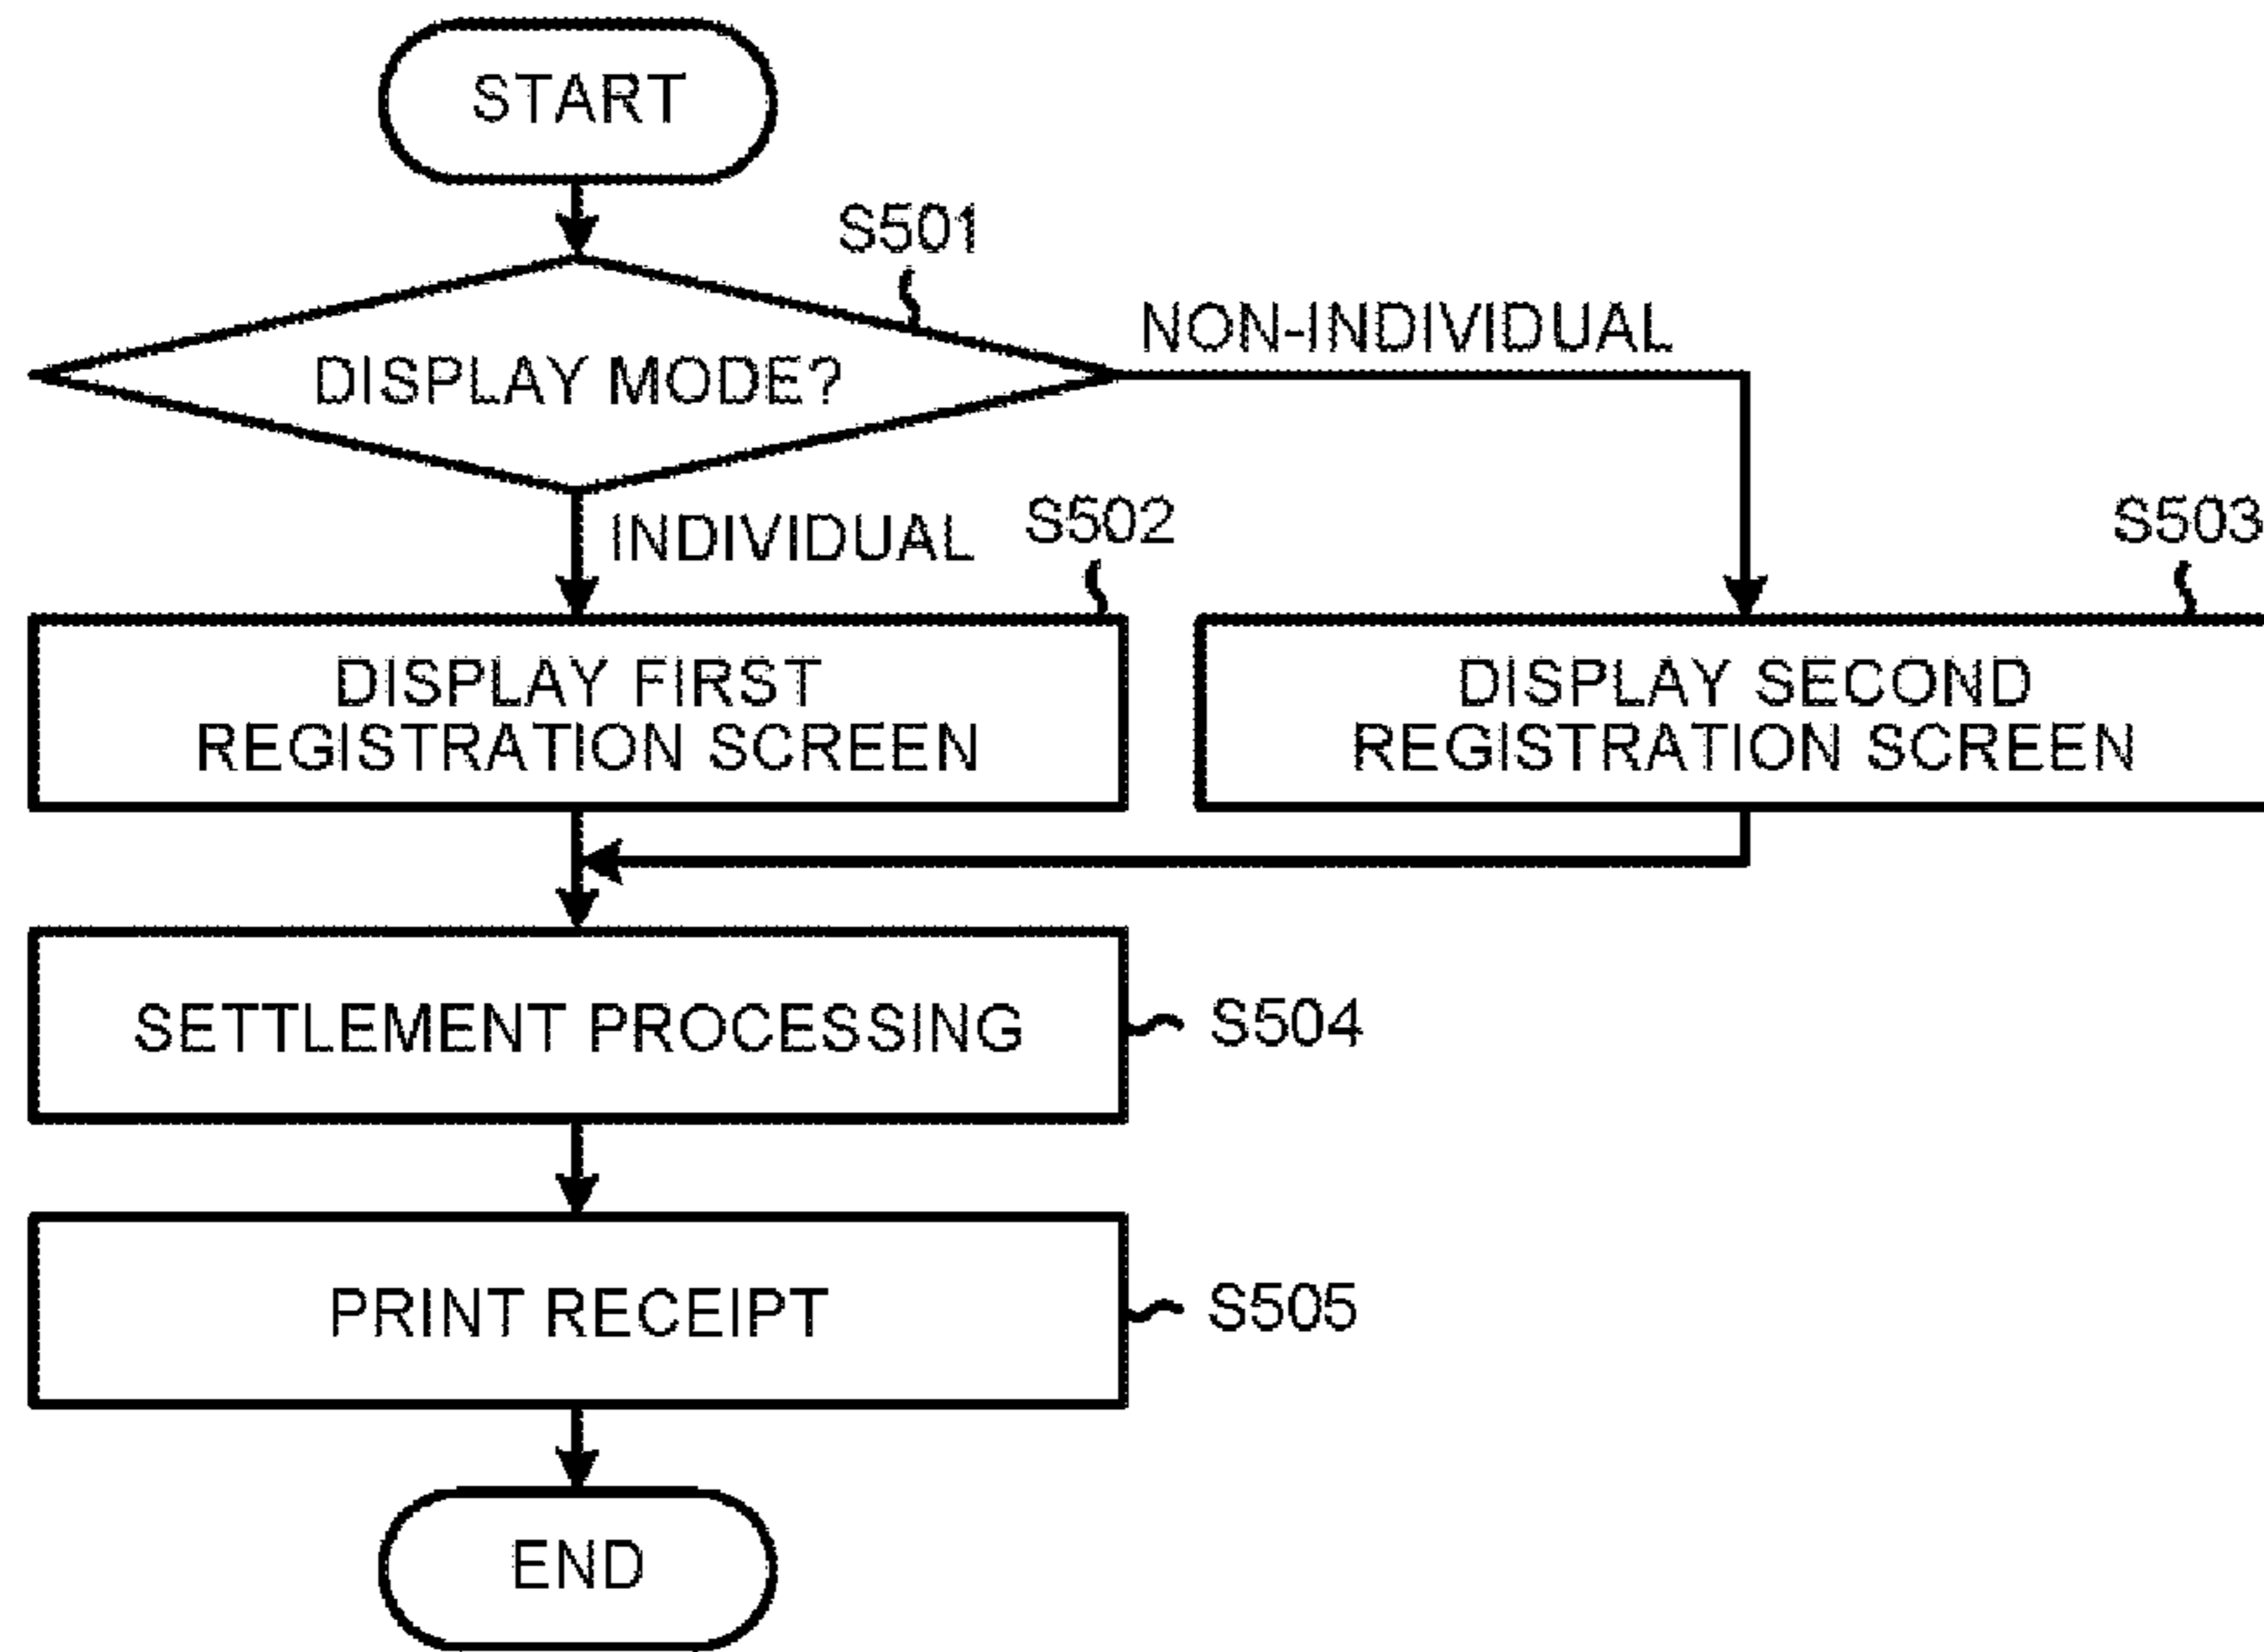 START
S501
NON-INDIVIDUAL
DISPLAY MODE?
INDIVIDUAL
S502
S503
DISPLAY FIRST
REGISTRATION SCREEN
DISPLAY SECOND
REGISTRATION SCREEN
SETTLEMENT PROCESSING
S504
PRINT RECEIPT
S505
END